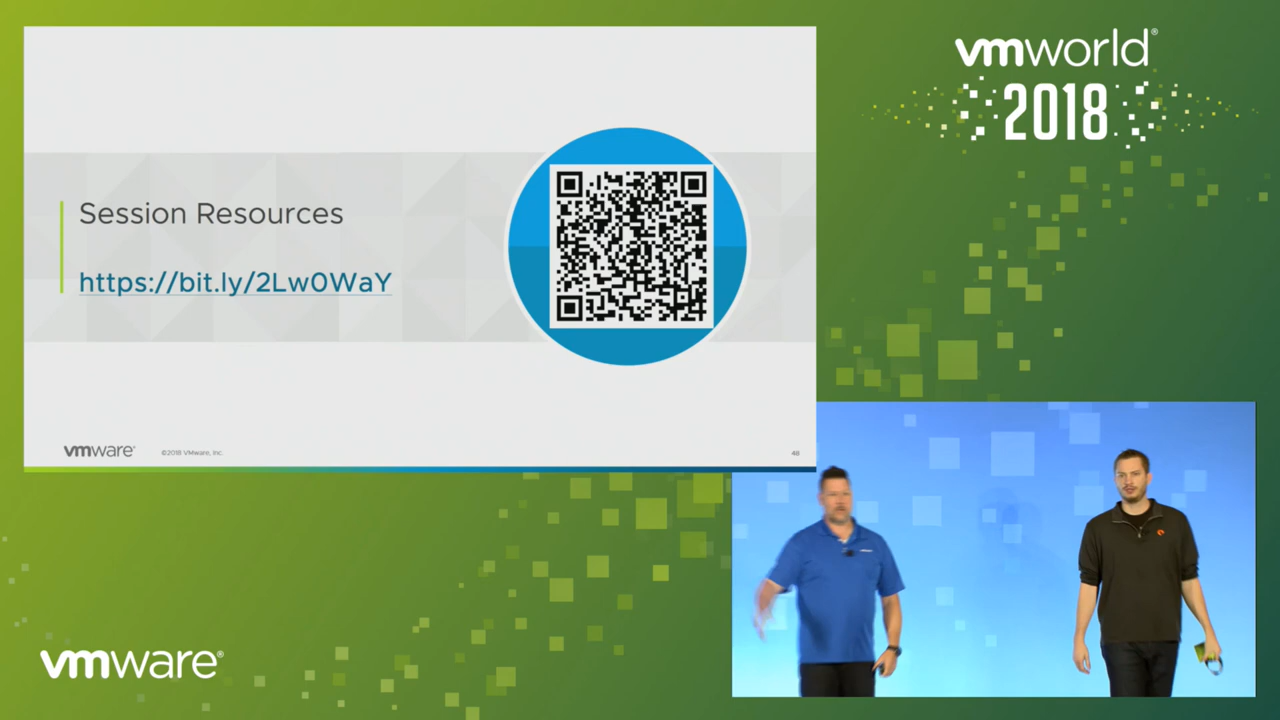 Session Resources
https://bit.ly/2Lw0WaY
vmware®
©2018 VMware, Inc.
48
vmworld®
2018
vmware®